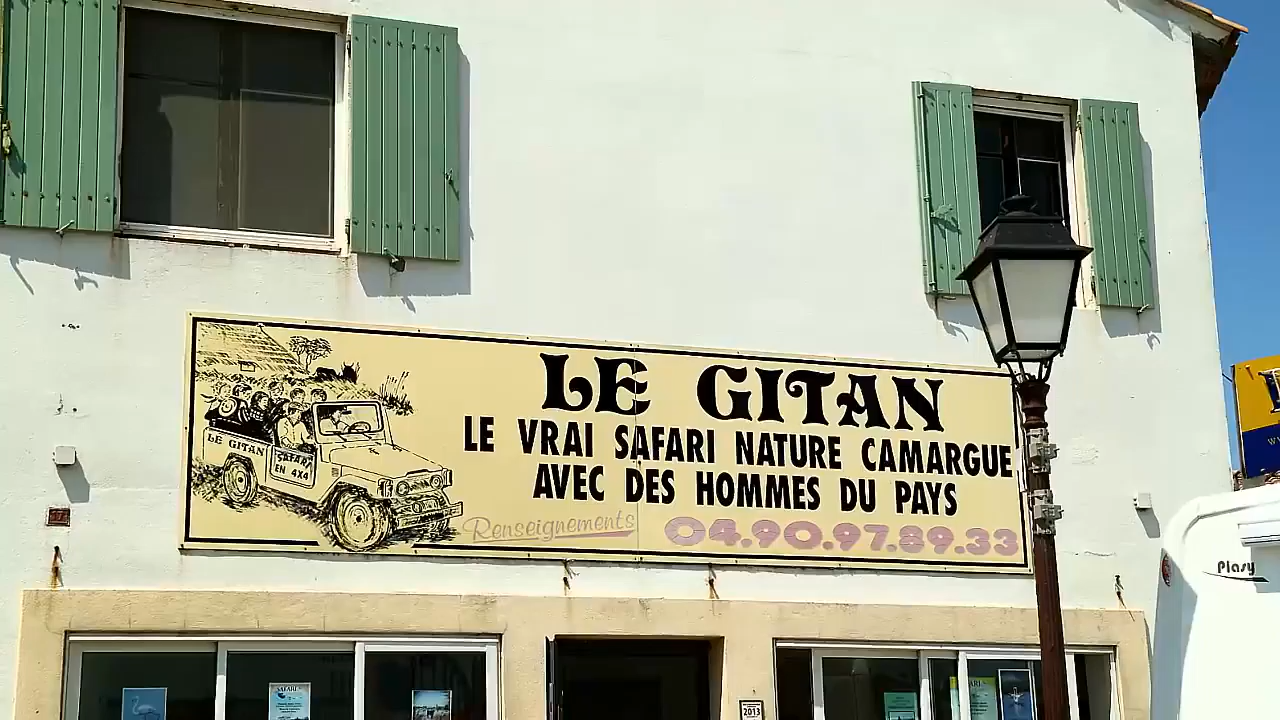 LE GITAN
LE VRAI SAFARI NATURE CAMARGUE
AVEC DES HOMMES DU PAYS
Renseignements 04.90.97.89.33
LE GITAN
SAFARI
EN 4X4
Plasy
SAFARI
2013